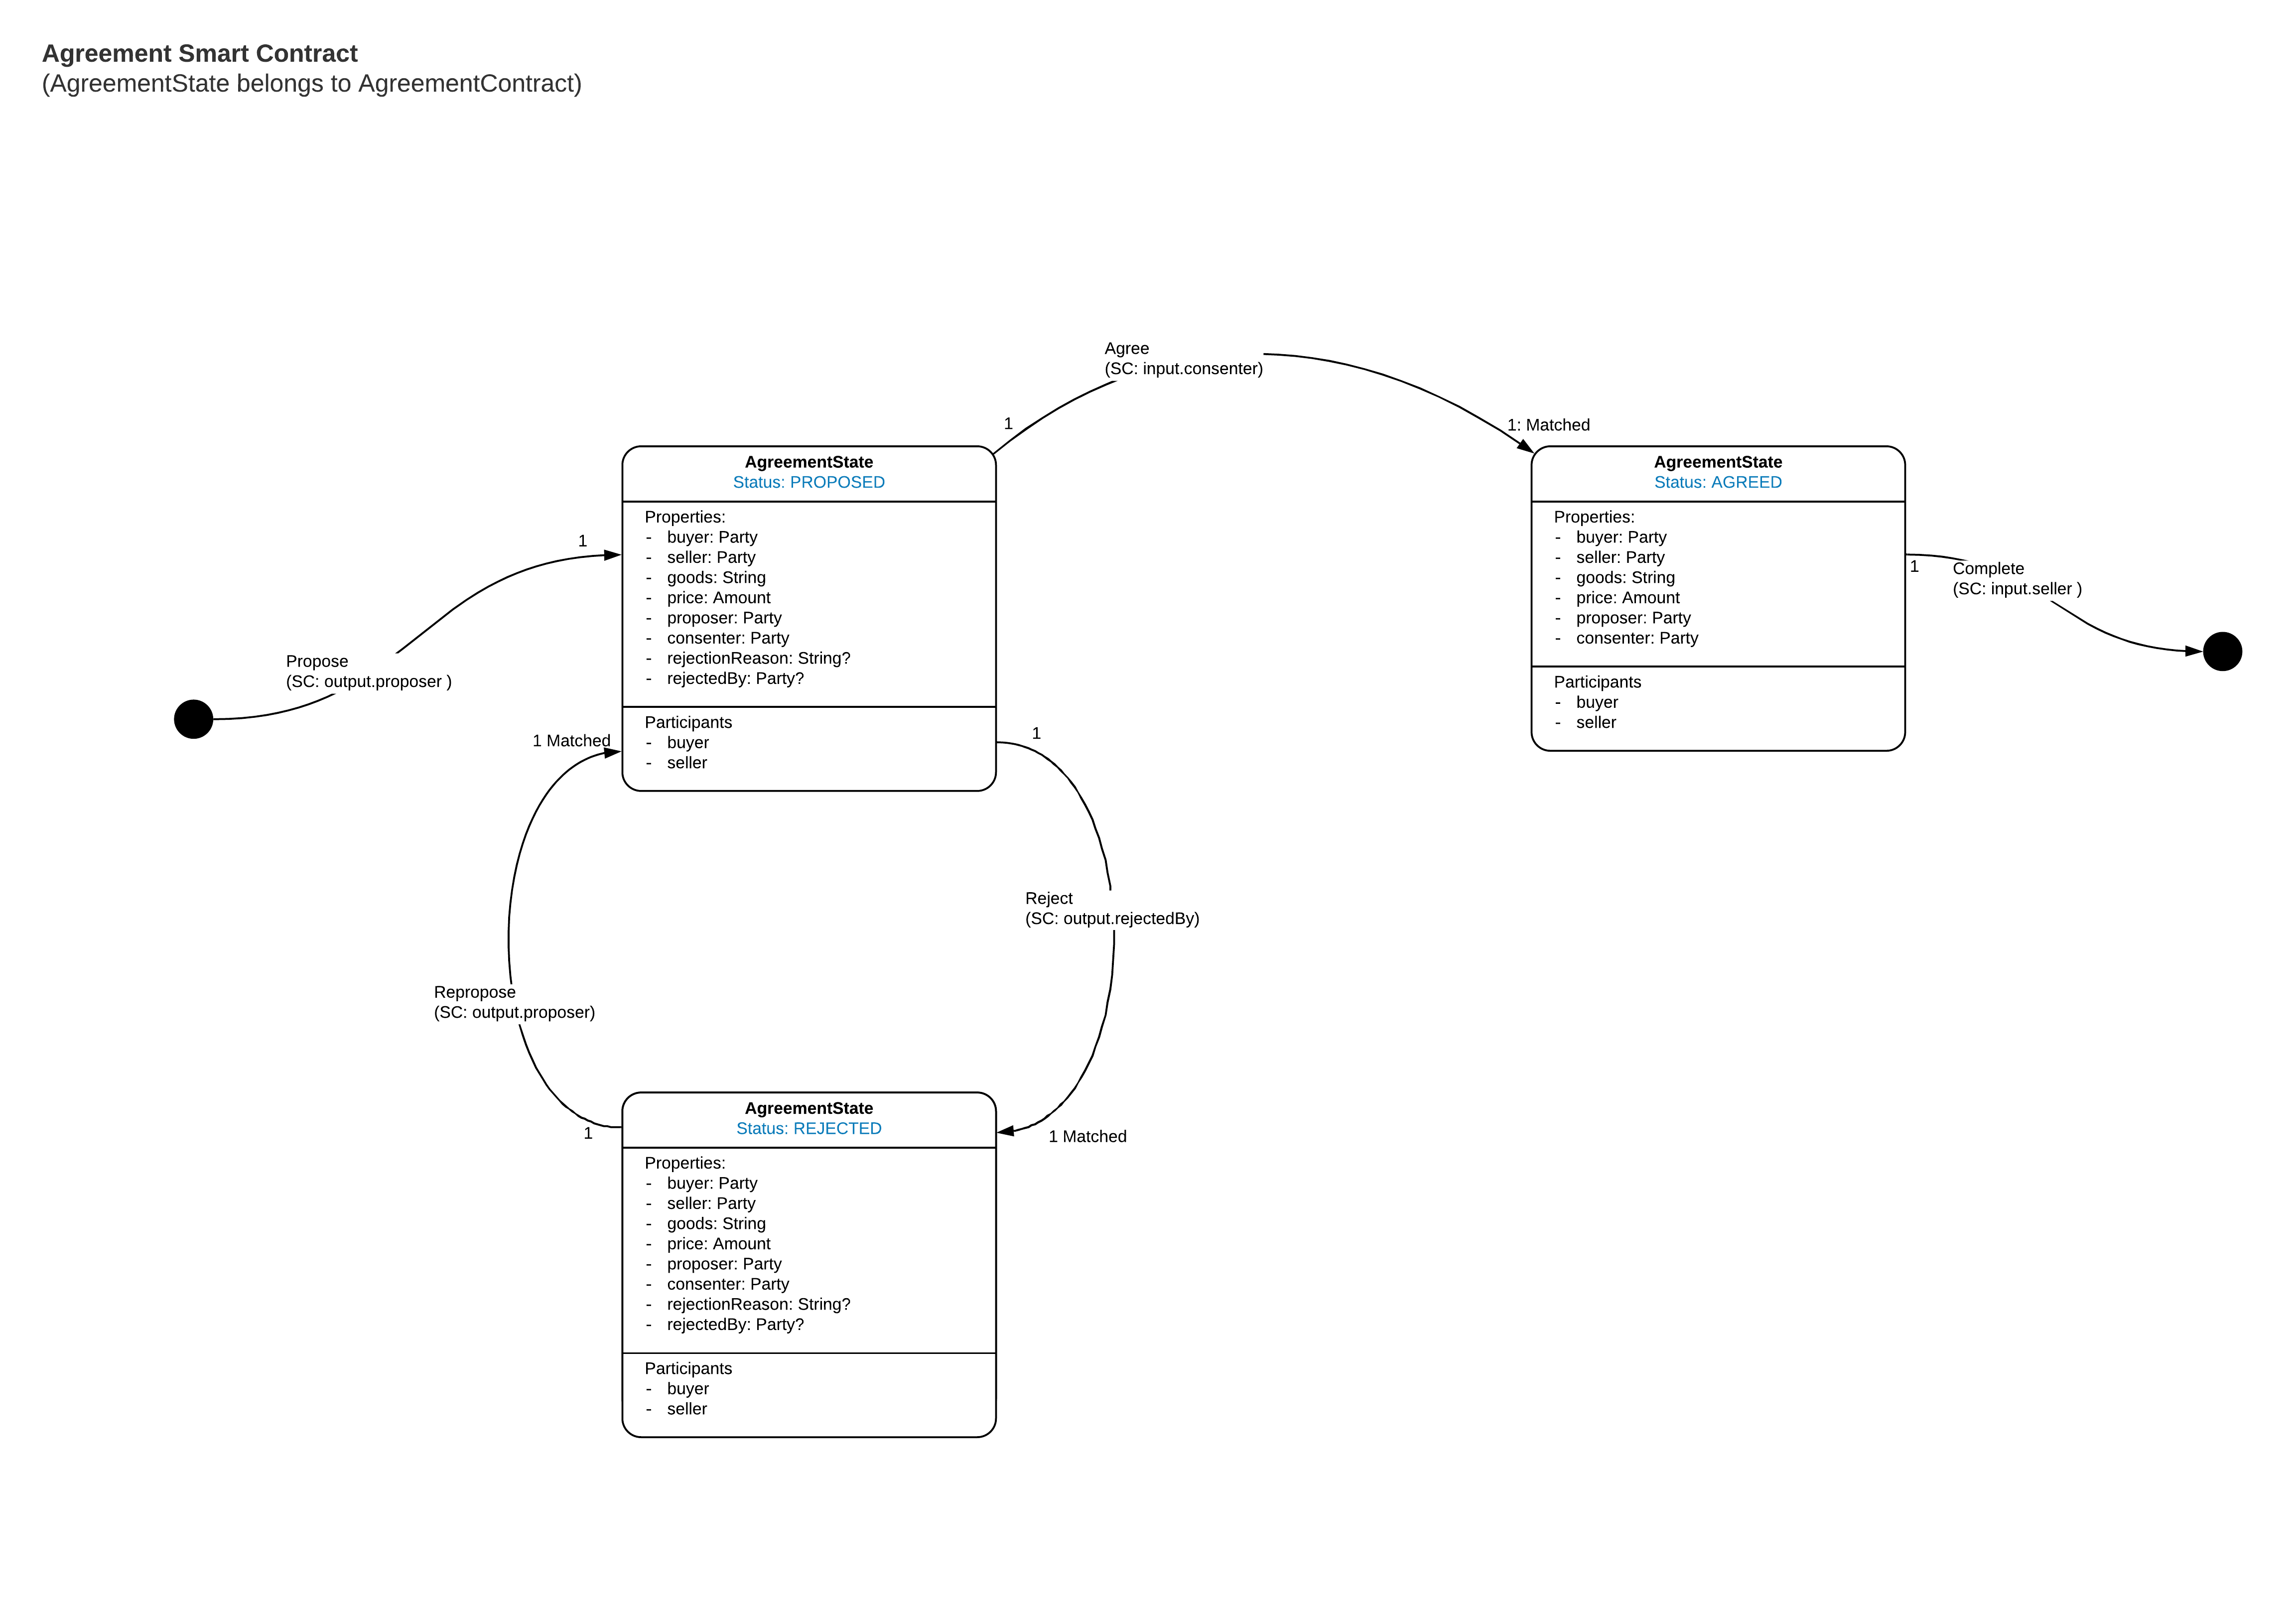 Agreement Smart Contract
(AgreementState belongs to AgreementContract)
Agree
(SC: input.consenter)
1
1: Matched
AgreementState
Status: PROPOSED
Properties:
- buyer: Party
- seller: Party
- goods: String
- price: Amount
- proposer: Party
- consenter: Party
- rejectionReason: String?
- rejectedBy: Party?
Participants
- buyer
- seller
AgreementState
Status: AGREED
Properties:
- buyer: Party
- seller: Party
- goods: String
- price: Amount
- proposer: Party
- consenter: Party
Participants
- buyer
- seller
1
Propose
(SC: output.proposer )
1
Complete
(SC: input.seller )
1 Matched
1
Reject
(SC: output.rejectedBy)
Repropose
(SC: output.proposer)
1
1 Matched
AgreementState
Status: REJECTED
Properties:
- buyer: Party
- seller: Party
- goods: String
- price: Amount
- proposer: Party
- consenter: Party
- rejectionReason: String?
- rejectedBy: Party?
Participants
- buyer
- seller